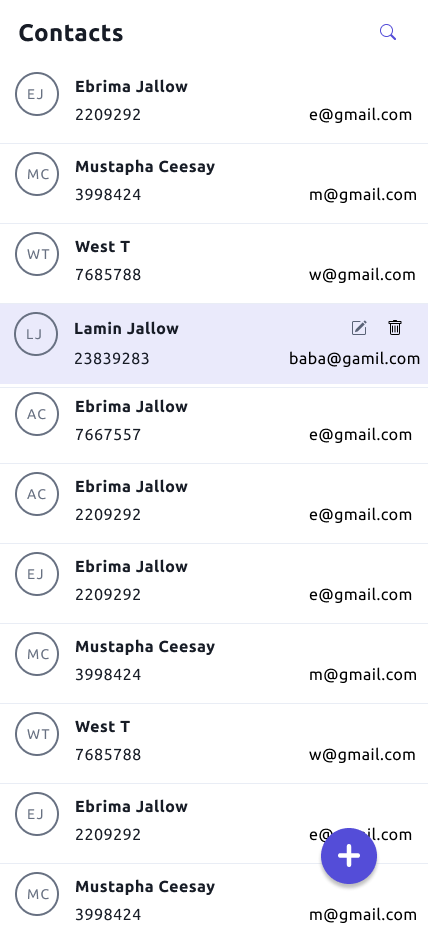 Contacts
EJ Ebrima Jallow
2209292 e@gmail.com
MC Mustapha Ceesay
3998424 m@gmail.com
WT West T
7685788 w@gmail.com
LJ Lamin Jallow
23839283 baba@gamil.com
AC Ebrima Jallow
7667557 e@gmail.com
AC Ebrima Jallow
2209292 e@gmail.com
EJ Ebrima Jallow
2209292 e@gmail.com
MC Mustapha Ceesay
3998424 m@gmail.com
WT West T
7685788 w@gmail.com
EJ Ebrima Jallow
2209292
MC Mustapha Ceesay
3998424 m@gmail.com